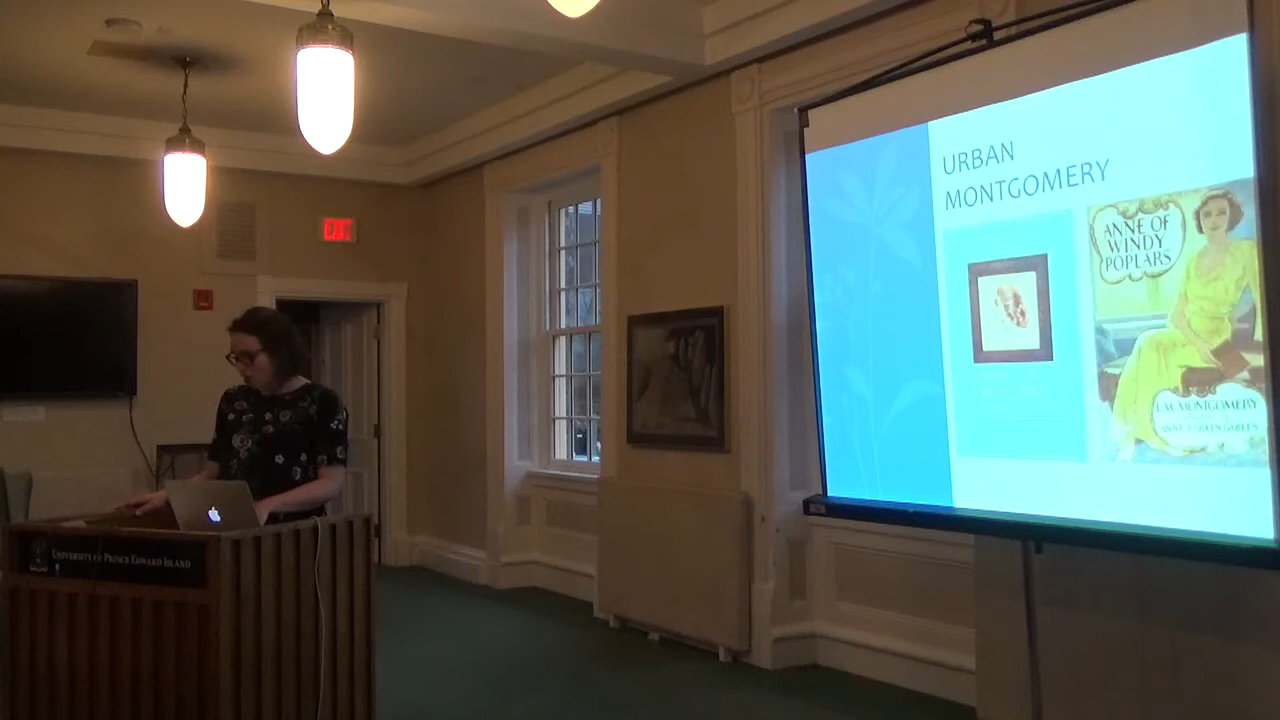 EXIT
URBAN
MONTGOMERY
ANNE OF
WINDY
POPLARS
L.M. MONTGOMERY
ANNE of GREEN GABLES
UNIVERSITY OF PRINCE EDWARD ISLAND